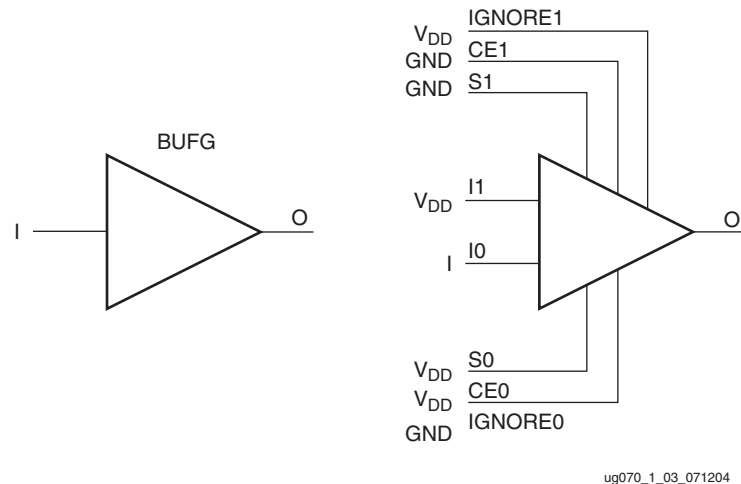 BUFG
I
O
VDD IGNORE1
GND CE1
GND S1
VDD I1
I I0
O
VDD S0
VDD CE0
GND IGNORE0
ug070_1_03_071204